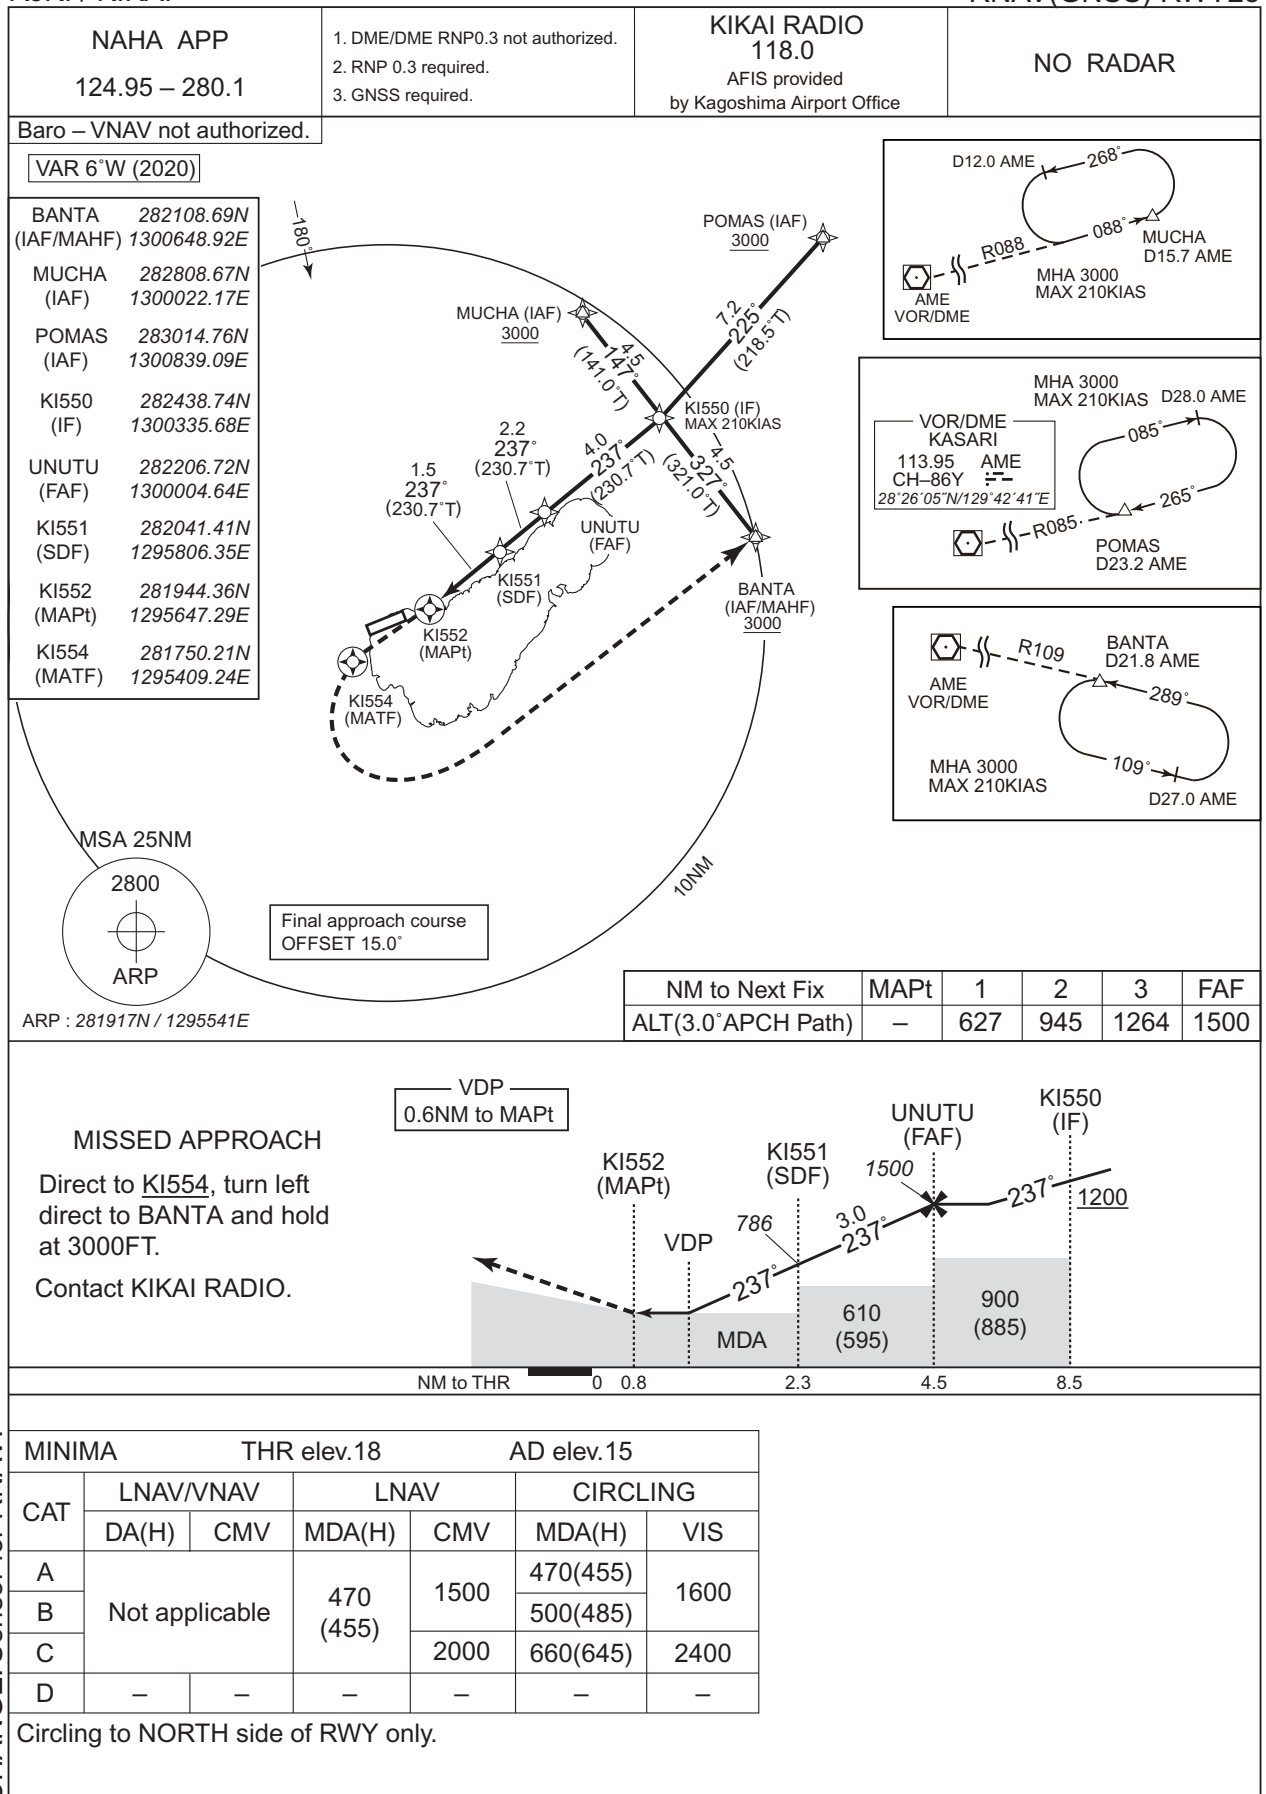 NAHA APP
124.95 – 280.1
1. DME/DME RNP0.3 not authorized.
2. RNP 0.3 required.
3. GNSS required.
KIKAI RADIO
118.0
AFIS provided
by Kagoshima Airport Office
NO RADAR
Baro – VNAV not authorized.
VAR 6˚W (2020)
BANTA 282108.69N
(IAF/MAHF) 1300648.92E
MUCHA 282808.67N
(IAF) 1300022.17E
POMAS 283014.76N
(IAF) 1300839.09E
KI550 282438.74N
(IF) 1300335.68E
UNUTU 282206.72N
(FAF) 1300004.64E
KI551 282041.41N
(SDF) 1295806.35E
KI552 281944.36N
(MAPt) 1295647.29E
KI554 281750.21N
(MATF) 1295409.24E
180˚
POMAS (IAF)
3000
MUCHA (IAF)
3000
7.2
225˚
(218.5˚T)
4.5
147˚
(141.0˚T)
KI550 (IF)
MAX 210KIAS
4.0
237˚
(230.7˚T)
4.5
327˚
(321.0˚T)
2.2
237˚
(230.7˚T)
1.5
237˚
(230.7˚T)
UNUTU
(FAF)
KI551
(SDF)
KI552
(MAPt)
KI554
(MATF)
BANTA
(IAF/MAHF)
3000
10NM
D12.0 AME
268˚
088˚
R088
MUCHA
D15.7 AME
MHA 3000
MAX 210KIAS
AME
VOR/DME
MHA 3000
MAX 210KIAS
D28.0 AME
085˚
265˚
VOR/DME
KASARI
113.95 AME
CH–86Y
28˚26´05˝N/129˚42´41˝E
R085
POMAS
D23.2 AME
R109
BANTA
D21.8 AME
AME
VOR/DME
289˚
109˚
MHA 3000
MAX 210KIAS
D27.0 AME
MSA 25NM
2800
ARP
ARP : 281917N / 1295541E
Final approach course
OFFSET 15.0˚
NM to Next Fix MAPt 1 2 3 FAF
ALT(3.0˚APCH Path) – 627 945 1264 1500
MISSED APPROACH
Direct to KI554, turn left
direct to BANTA and hold
at 3000FT.
Contact KIKAI RADIO.
VDP
0.6NM to MAPt
KI552
(MAPt)
VDP
KI551
(SDF)
UNUTU
(FAF)
KI550
(IF)
786
1500
1200
237˚
3.0
237˚
237˚
MDA
610
(595)
900
(885)
NM to THR 0 0.8 2.3 4.5 8.5
MINIMA THR elev.18 AD elev.15
CAT LNAV/VNAV LNAV CIRCLING
DA(H) CMV MDA(H) CMV MDA(H) VIS
A Not applicable 470 (455) 1500 470(455) 1600
B 500(485)
C 2000 660(645) 2400
D – – – – – –
Circling to NORTH side of RWY only.